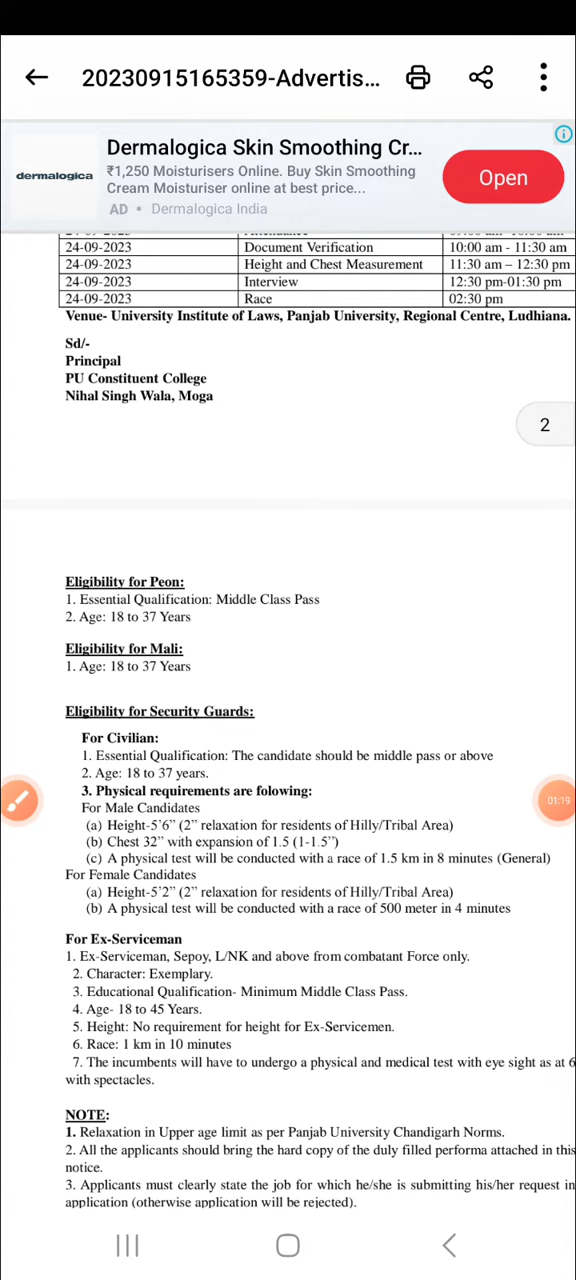 20230915165359-Advertis...
Dermalogica Skin Smoothing Cr...
dermalogica
₹1,250 Moisturisers Online. Buy Skin Smoothing
Cream Moisturiser online at best price...
Open
AD • Dermalogica India
24-09-2023 Document Verification 10:00 am - 11:30 am
24-09-2023 Height and Chest Measurement 11:30 am – 12:30 pm
24-09-2023 Interview 12:30 pm-01:30 pm
24-09-2023 Race 02:30 pm
Venue- University Institute of Laws, Panjab University, Regional Centre, Ludhiana.
Sd/-
Principal
PU Constituent College
Nihal Singh Wala, Moga
2
Eligibility for Peon:
1. Essential Qualification: Middle Class Pass
2. Age: 18 to 37 Years
Eligibility for Mali:
1. Age: 18 to 37 Years
Eligibility for Security Guards:
For Civilian:
1. Essential Qualification: The candidate should be middle pass or above
2. Age: 18 to 37 years.
3. Physical requirements are folowing:
For Male Candidates
(a) Height-5’6” (2” relaxation for residents of Hilly/Tribal Area)
(b) Chest 32” with expansion of 1.5 (1-1.5”)
(c) A physical test will be conducted with a race of 1.5 km in 8 minutes (General)
01:19
For Female Candidates
(a) Height-5’2” (2” relaxation for residents of Hilly/Tribal Area)
(b) A physical test will be conducted with a race of 500 meter in 4 minutes
For Ex-Serviceman
1. Ex-Serviceman, Sepoy, L/NK and above from combatant Force only.
2. Character: Exemplary.
3. Educational Qualification- Minimum Middle Class Pass.
4. Age- 18 to 45 Years.
5. Height: No requirement for height for Ex-Servicemen.
6. Race: 1 km in 10 minutes
7. The incumbents will have to undergo a physical and medical test with eye sight as at 6
with spectacles.
NOTE:
1. Relaxation in Upper age limit as per Panjab University Chandigarh Norms.
2. All the applicants should bring the hard copy of the duly filled performa attached in this
notice.
3. Applicants must clearly state the job for which he/she is submitting his/her request in
application (otherwise application will be rejected).